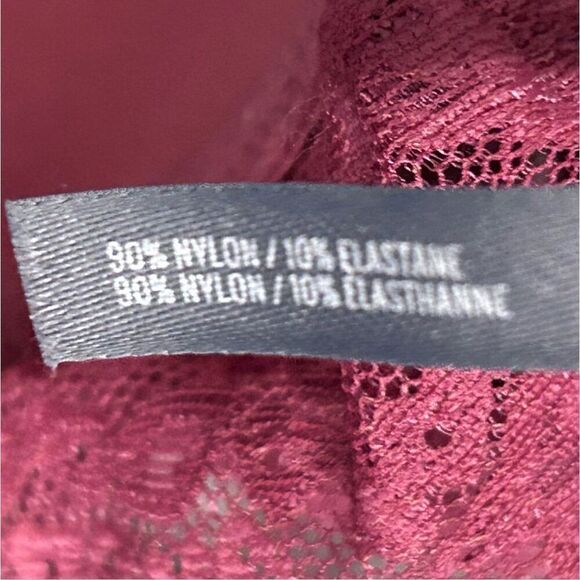 90% NYLON / 10% ELASTANE
90% NYLON / 10% ELASTHANNE